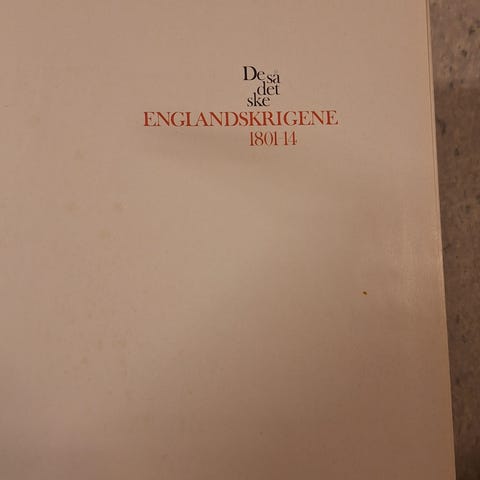 De så
det
ske
ENGLANDSKRIGENE
1801-14